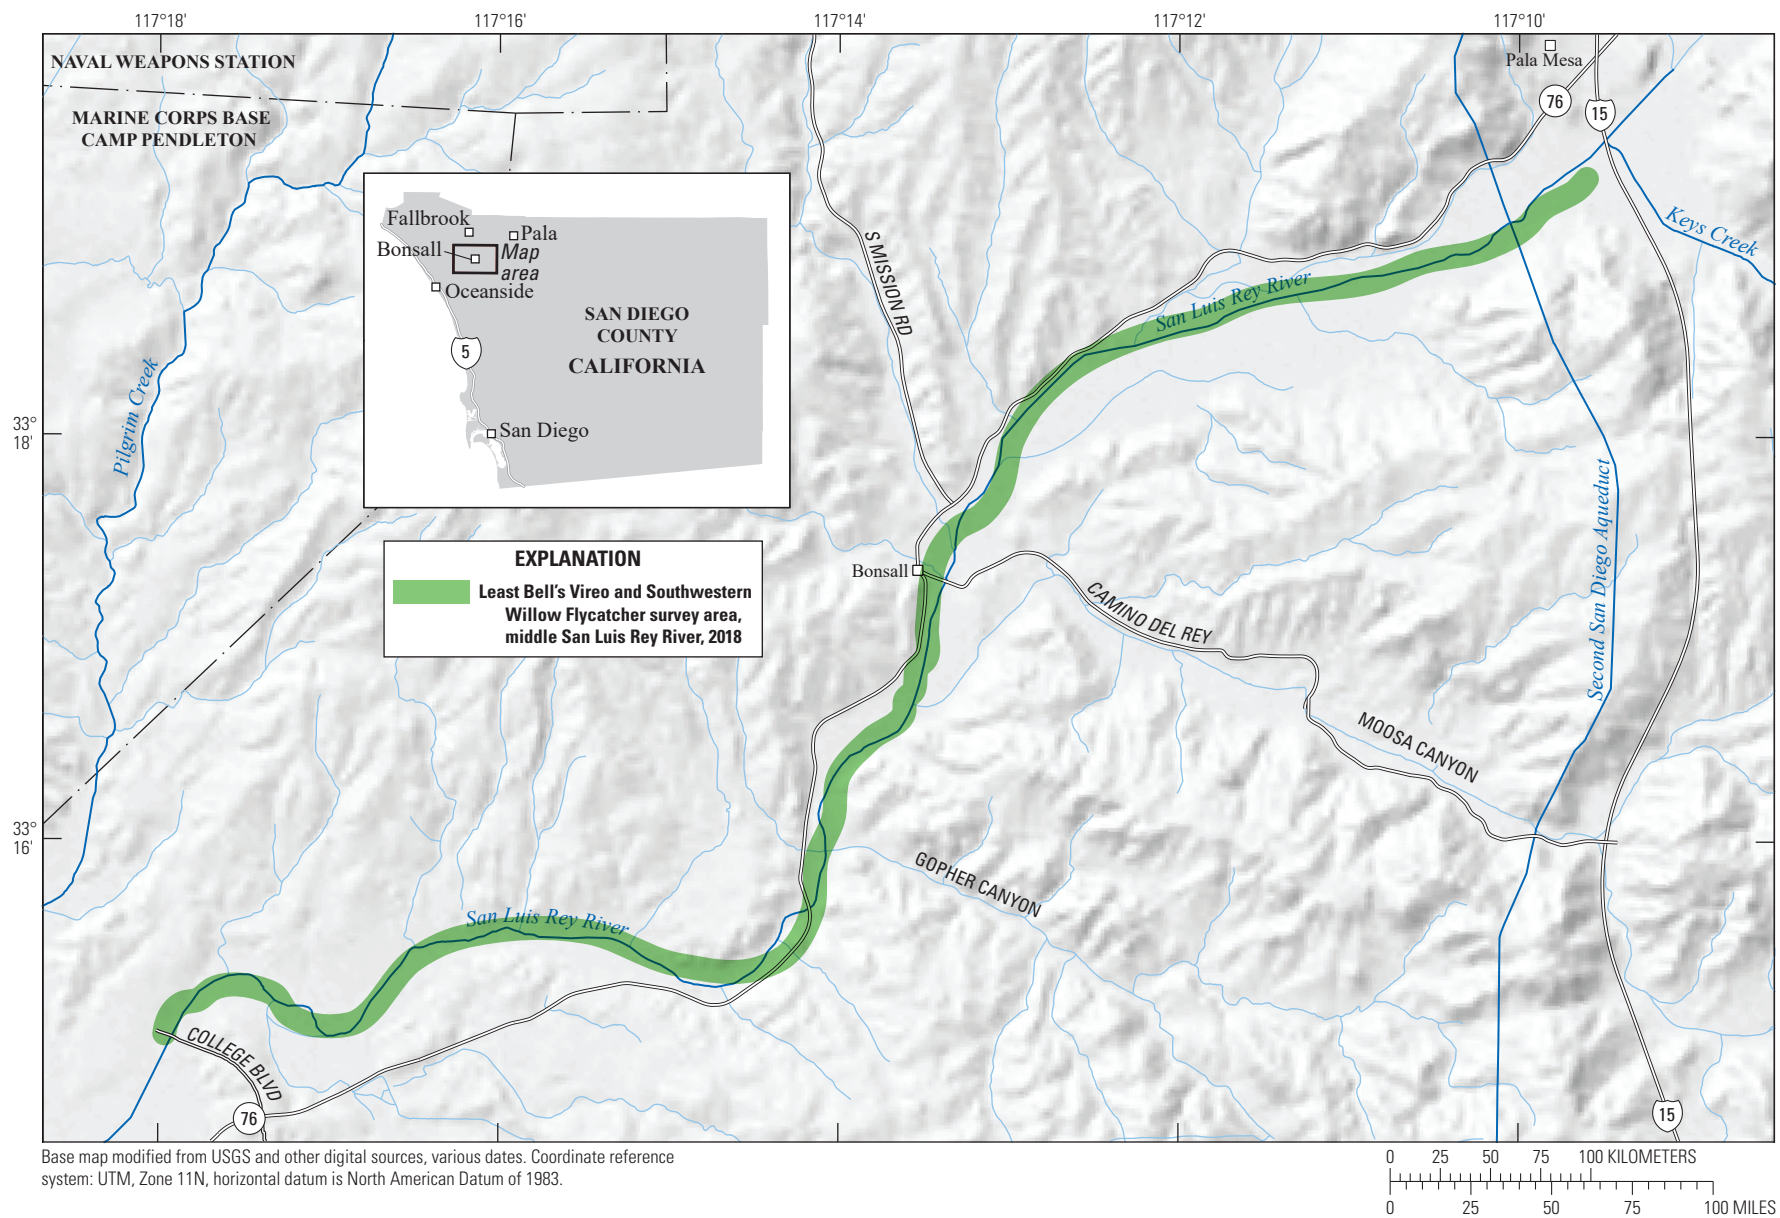 117°18'
117°16'
117°14'
117°12'
117°10'
NAVAL WEAPONS STATION
MARINE CORPS BASE
CAMP PENDLETON
Pala Mesa
76
15
Keys Creek
Fallbrook
Pala
Bonsall
Map
area
Oceanside
SAN DIEGO
COUNTY
CALIFORNIA
5
San Diego
S MISSION RD
San Luis Rey River
Pilgrim Creek
33°
18'
Second San Diego Aqueduct
EXPLANATION
Least Bell's Vireo and Southwestern
Willow Flycatcher survey area,
middle San Luis Rey River, 2018
Bonsall
CAMINO DEL REY
MOOSA CANYON
33°
16'
GOPHER CANYON
San Luis Rey River
COLLEGE BLVD
76
15
Base map modified from USGS and other digital sources, various dates. Coordinate reference
system: UTM, Zone 11N, horizontal datum is North American Datum of 1983.
0 25 50 75 100 KILOMETERS
0 25 50 75 100 MILES